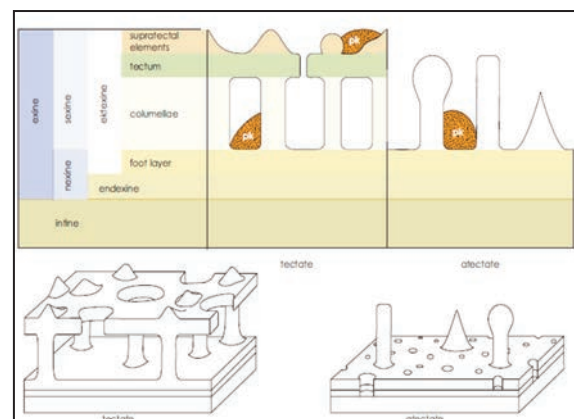 exine
sexine
nexine
ektexine
endexine
supratectal
elements
tectum
columellae
foot layer
intine
pk
pk
pk
tectate
atectate
tectate
atectate